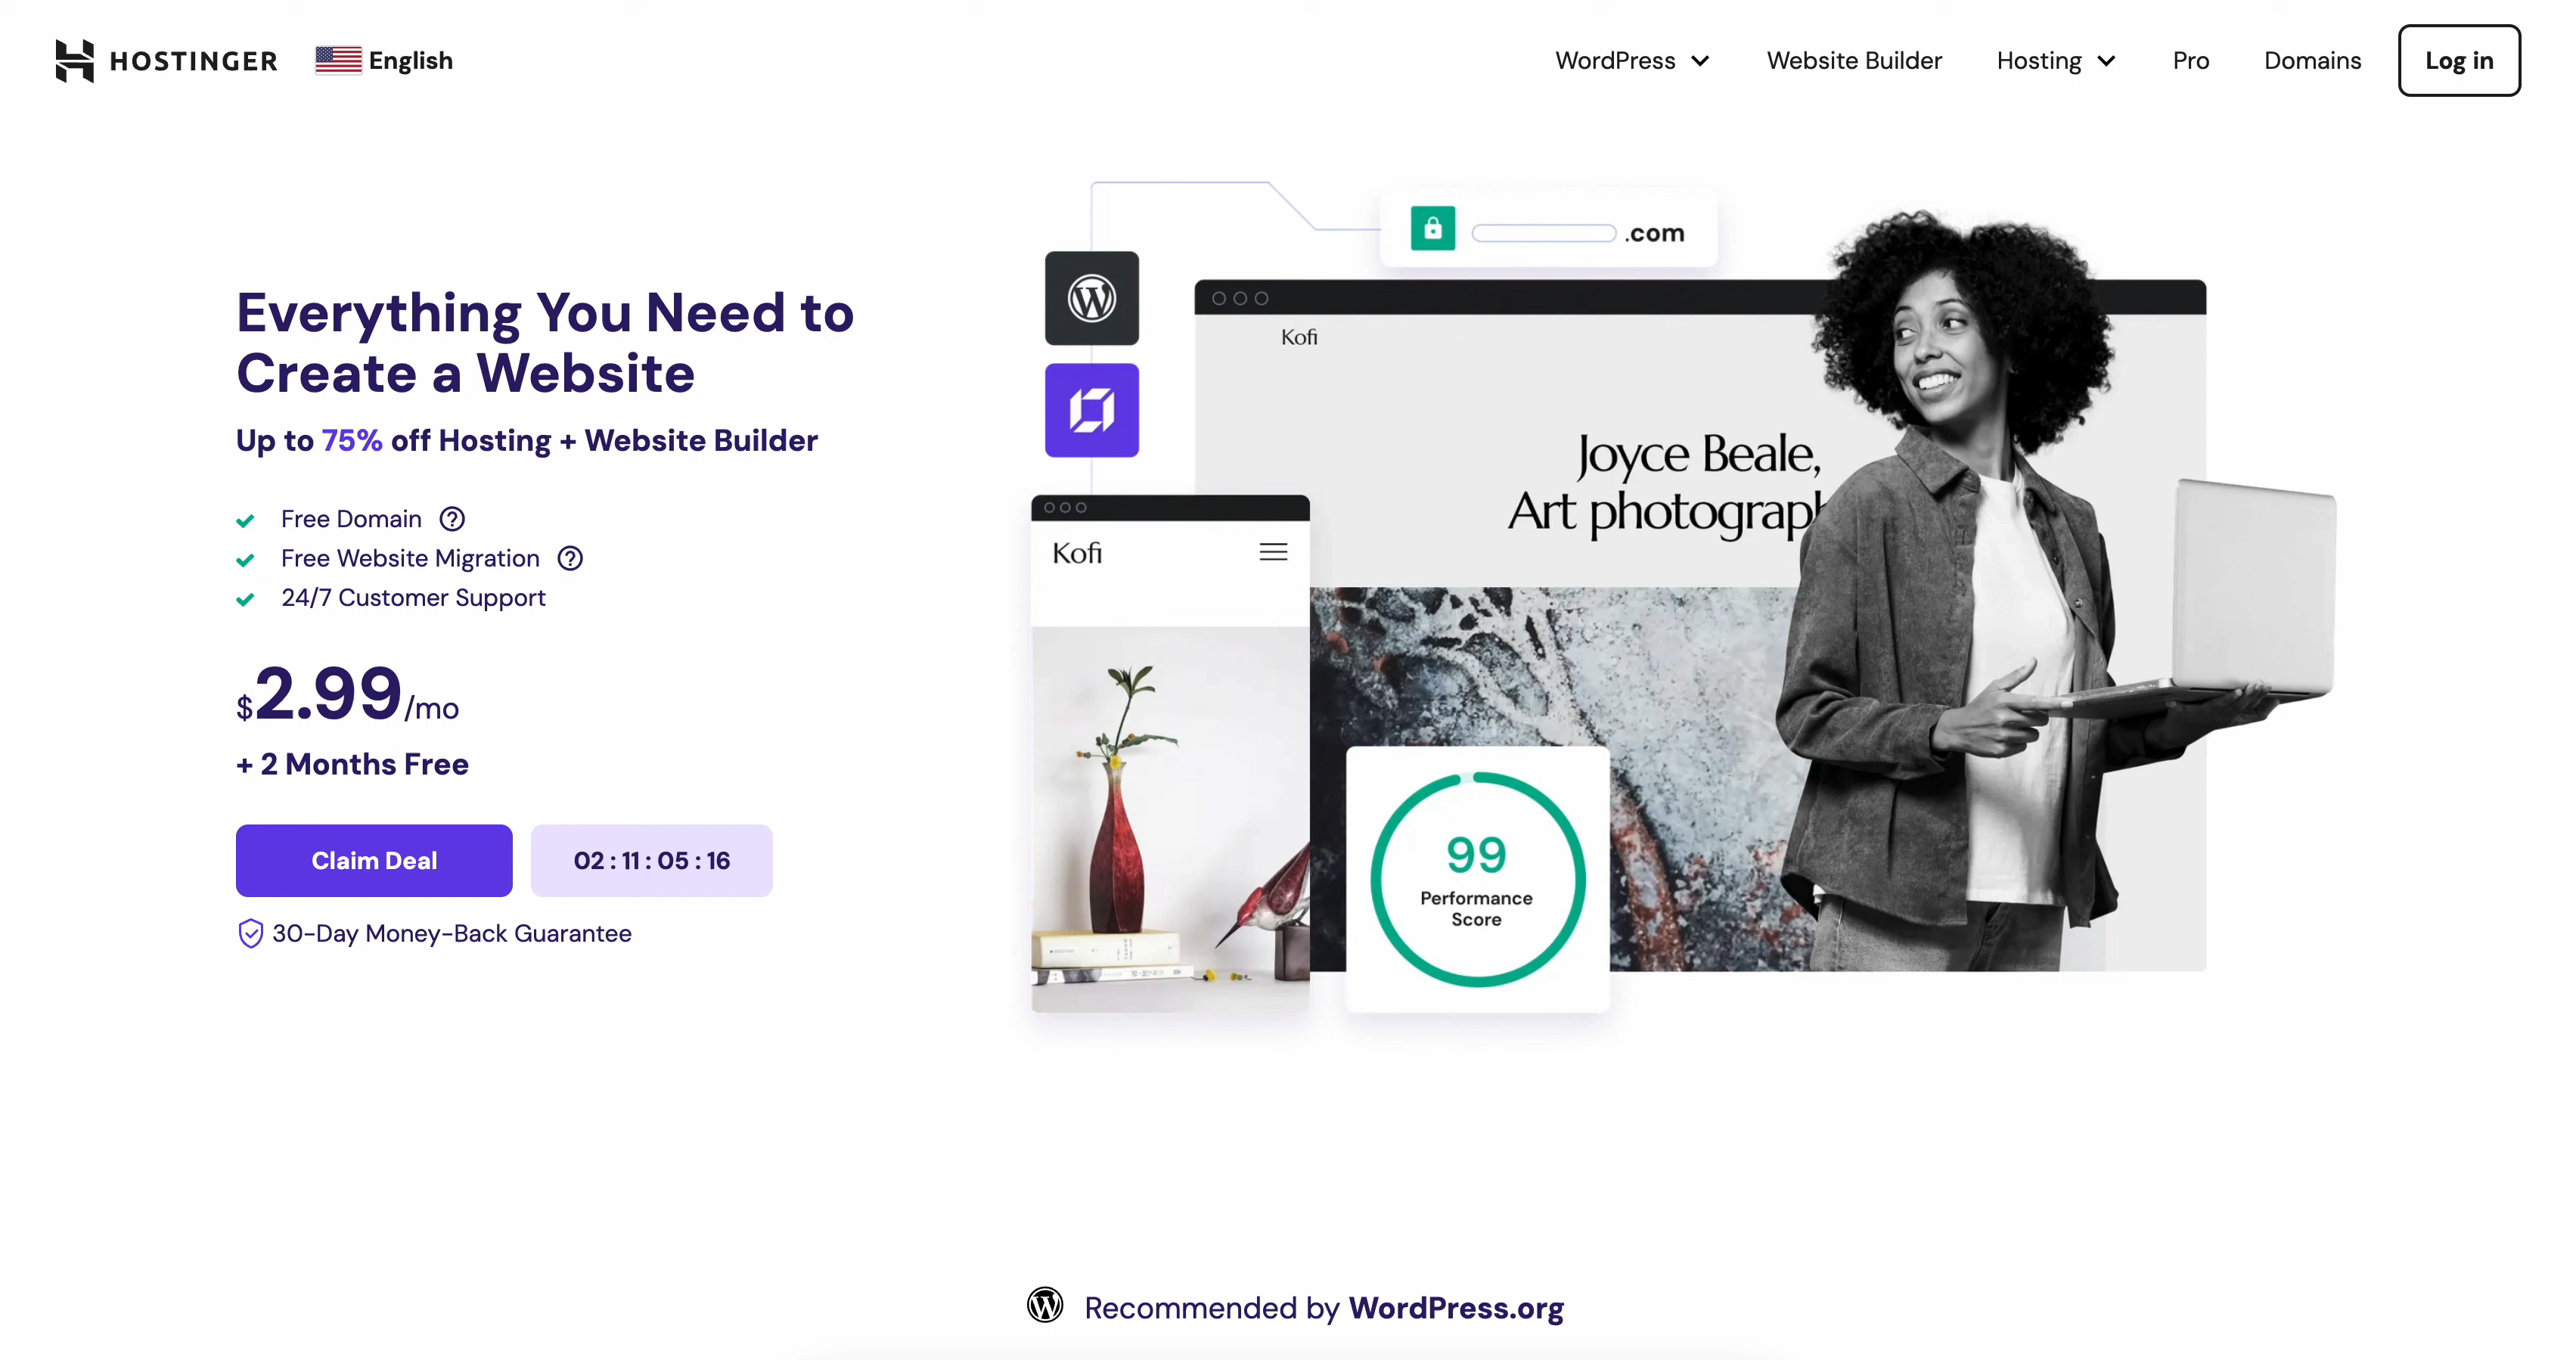 HOSTINGER
English
WordPress
Website Builder
Hosting
Pro
Domains
Log in
Everything You Need to
Create a Website
Up to 75% off Hosting + Website Builder
Free Domain
Free Website Migration
24/7 Customer Support
$2.99/mo
+ 2 Months Free
Claim Deal
02 : 11 : 05 : 16
30-Day Money-Back Guarantee
.com
Kofi
Joyce Beale,
Art photograph
Kofi
99
Performance
Score
Recommended by WordPress.org